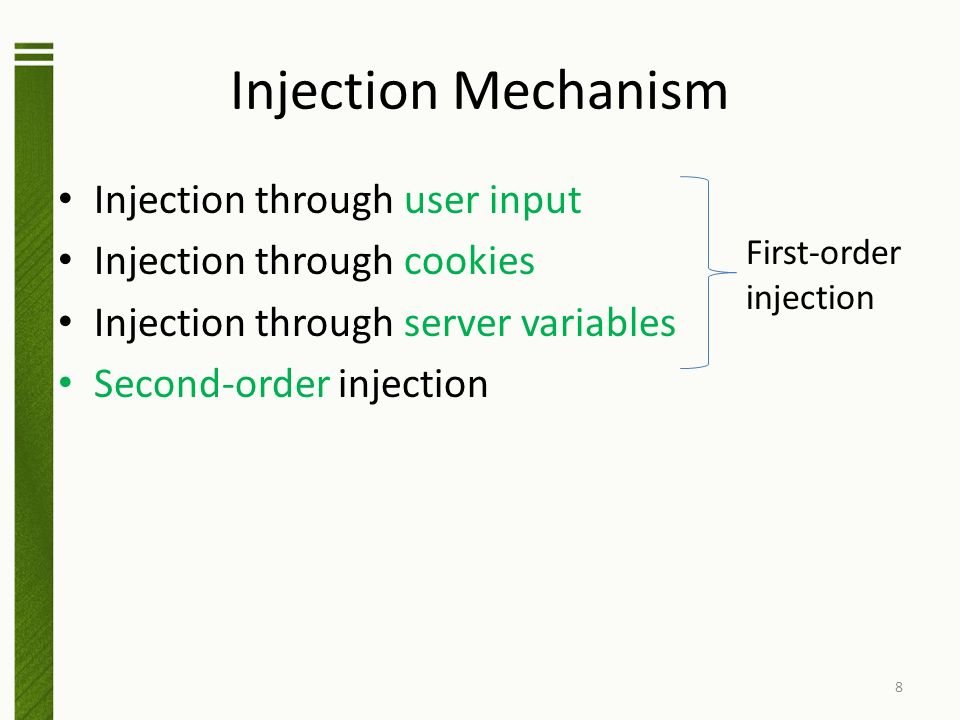 Injection Mechanism
• Injection through user input
• Injection through cookies
• Injection through server variables
• Second-order injection
First-order
injection
8